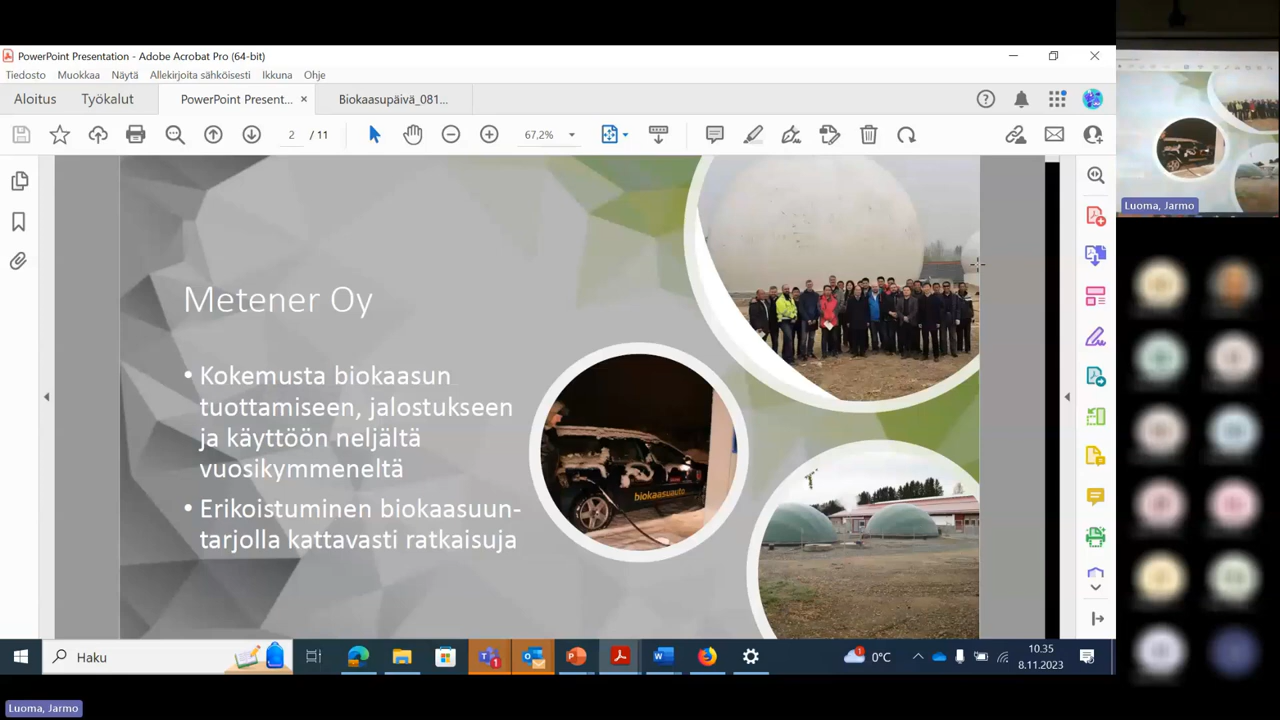 PowerPoint Presentation - Adobe Acrobat Pro (64-bit)
Tiedosto Muokkaa Näytä Allekirjoita sähköisesti Ikkuna Ohje
Aloitus Työkalut PowerPoint Present... × Biokaasupäivä_081...
2 / 11 67,2%
Luoma, Jarmo
Metener Oy
• Kokemusta biokaasun
tuottamiseen, jalostukseen
ja käyttöön neljältä
vuosikymmeneltä
• Erikoistuminen biokaasuun-
tarjolla kattavasti ratkaisuja
biokaasuauto
Haku
1
1
0°C
10.35
8.11.2023
Luoma, Jarmo